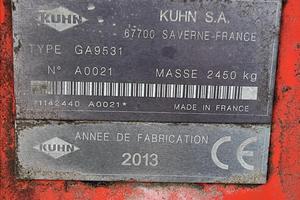 KUHN
KUHN S.A.
67700 SAVERNE-FRANCE
TYPE GA9531
N° A0021 MASSE 2450 kg
*1142440 A0021* MADE IN FRANCE
KUHN
ANNEE DE FABRICATION
2013
CE